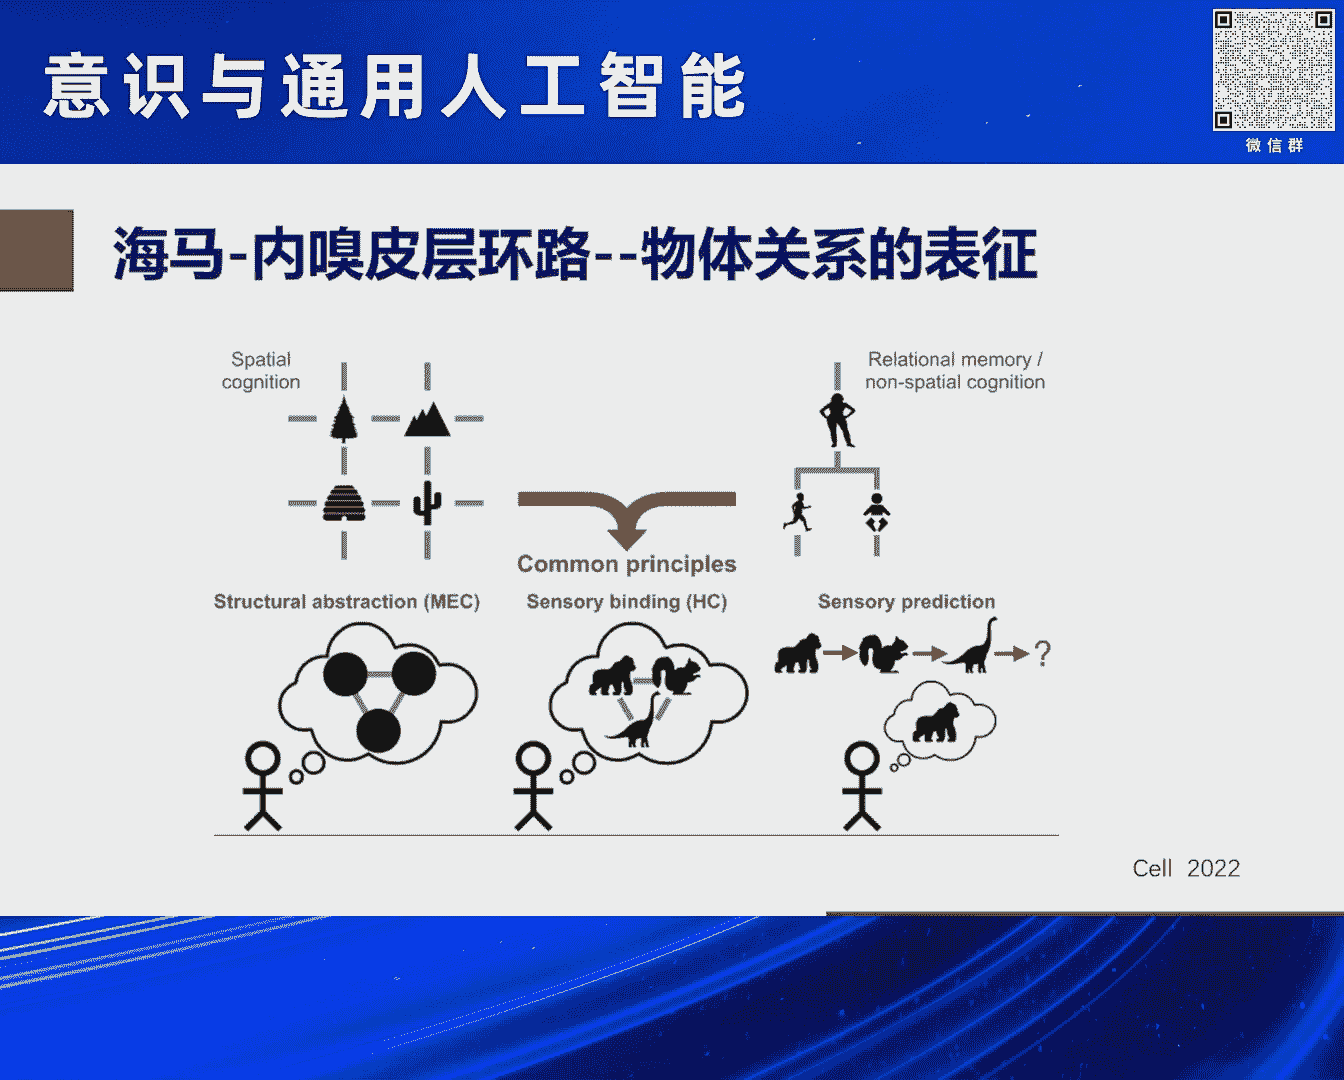 意识与通用人工智能
微信群
海马-内嗅皮层环路--物体关系的表征
Spatial
cognition
Relational memory /
non-spatial cognition
Common principles
Structural abstraction (MEC)
Sensory binding (HC)
Sensory prediction
?
Cell 2022